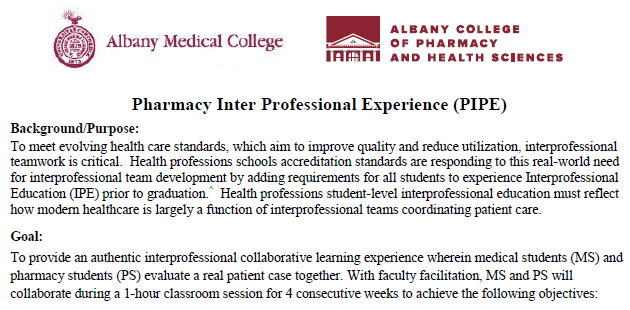 Albany Medical College
ALBANY COLLEGE
OF PHARMACY
AND HEALTH SCIENCES
Pharmacy Inter Professional Experience (PIPE)
Background/Purpose:
To meet evolving health care standards, which aim to improve quality and reduce utilization, interprofessional
teamwork is critical. Health professions schools accreditation standards are responding to this real-world need
for interprofessional team development by adding requirements for all students to experience Interprofessional
Education (IPE) prior to graduation.^ Health professions student-level interprofessional education must reflect
how modern healthcare is largely a function of interprofessional teams coordinating patient care.
Goal:
To provide an authentic interprofessional collaborative learning experience wherein medical students (MS) and
pharmacy students (PS) evaluate a real patient case together. With faculty facilitation, MS and PS will
collaborate during a 1-hour classroom session for 4 consecutive weeks to achieve the following objectives: